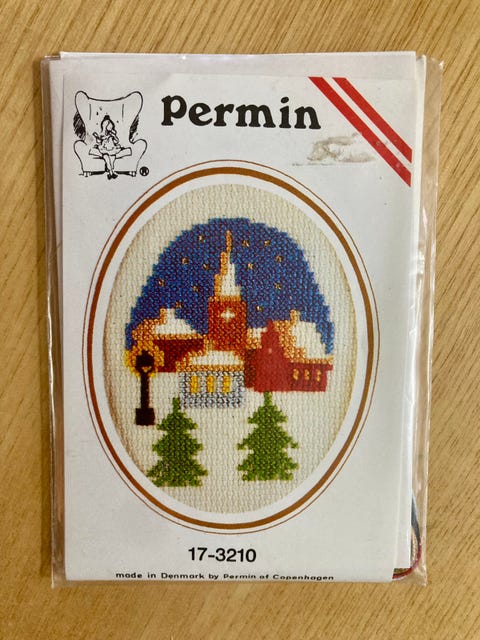 Permin
®
17-3210
made in Denmark by Permin of Copenhagen